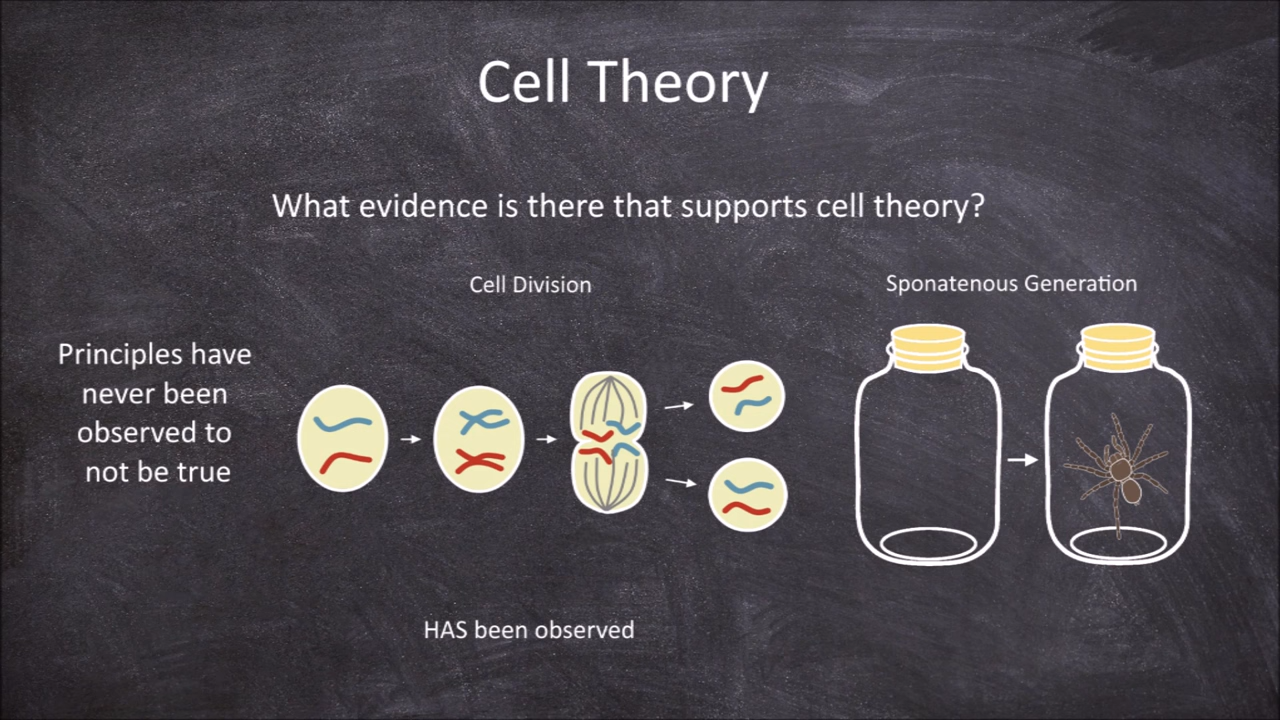 Cell Theory
What evidence is there that supports cell theory?
Cell Division
Sponatenous Generation
Principles have
never been
observed to
not be true
HAS been observed